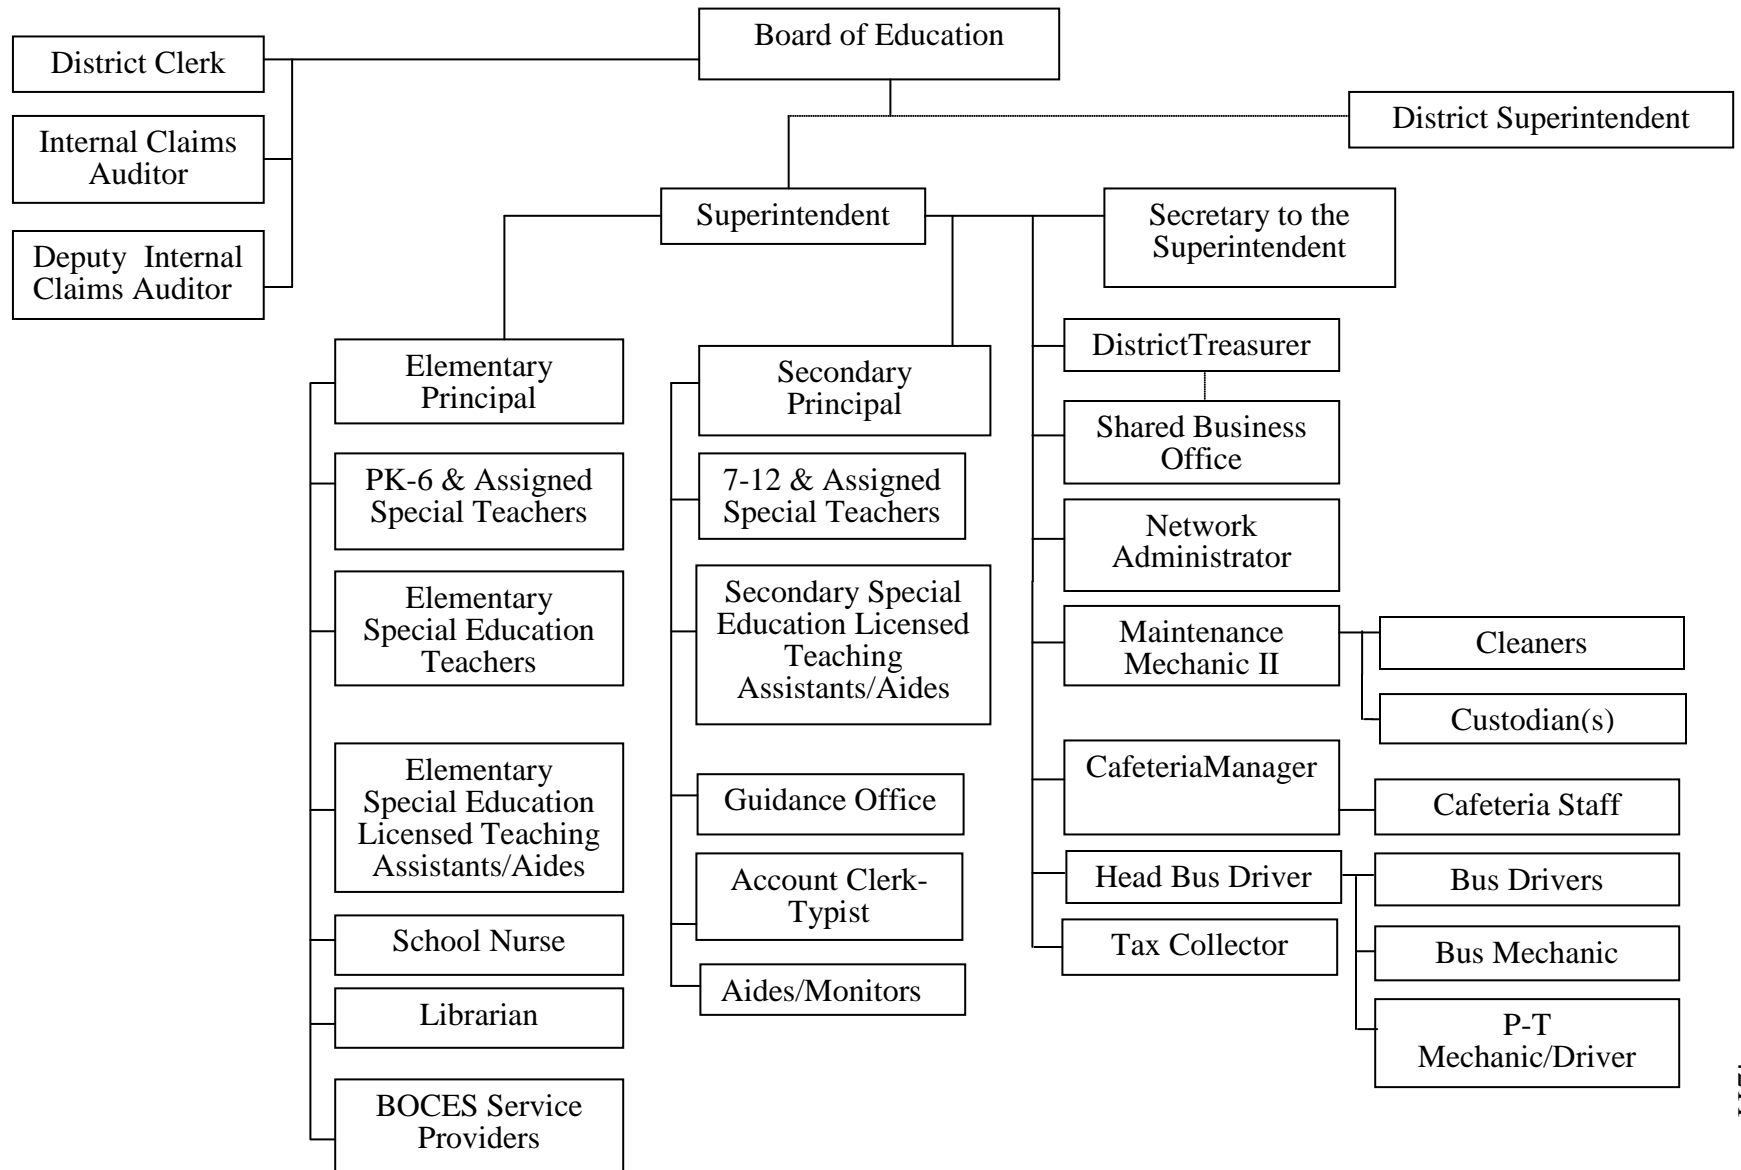 Board of Education
District Clerk
District Superintendent
Internal Claims
Auditor
Superintendent
Secretary to the
Superintendent
Deputy Internal
Claims Auditor
Elementary
Principal
PK-6 & Assigned
Special Teachers
Elementary
Special Education
Teachers
Elementary
Special Education
Licensed Teaching
Assistants/Aides
School Nurse
Librarian
BOCES Service
Providers
Secondary
Principal
7-12 & Assigned
Special Teachers
Secondary Special
Education Licensed
Teaching
Assistants/Aides
Guidance Office
Account Clerk-
Typist
Aides/Monitors
DistrictTreasurer
Shared Business
Office
Network
Administrator
Maintenance
Mechanic II
Cleaners
Custodian(s)
CafeteriaManager
Cafeteria Staff
Head Bus Driver
Bus Drivers
Bus Mechanic
P-T
Mechanic/Driver
Tax Collector